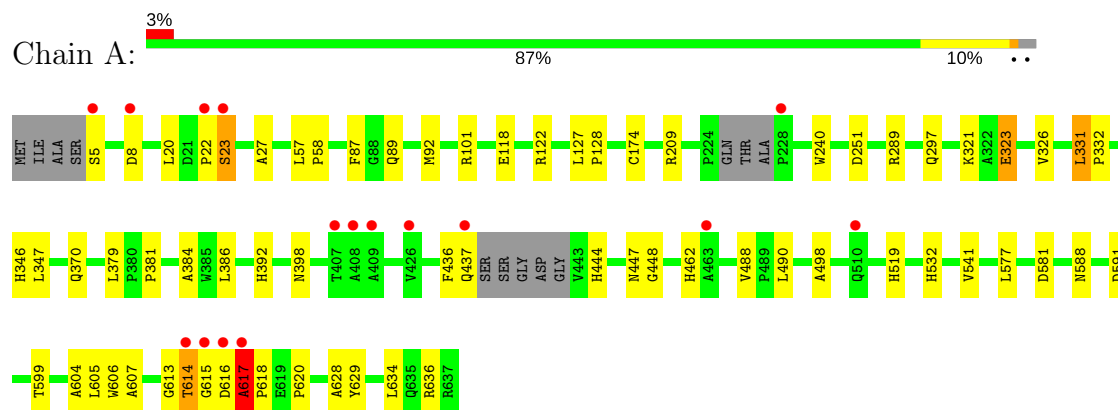 3%
Chain A:
87% 10% • •
MET ILE ALA SER S5 D8 L20 D21 P22 S23 A27 L57 P58 F87 G88 Q89 M92 R101 E118 R122 L127 P128 C174 R209 P224 GLN THR ALA P228 W240 D251 R289 Q297 K321 A322 E323 V326 L331 P332
H346 L347 Q370 L379 P380 P381 A384 W385 L386 H392 N398 T407 A408 A409 V426 F436 Q437 SER SER GLY ASP GLY V443 H444 N447 G448 H462 A463 V488 P489 L490 A498 Q510 H519 H532 V541 L577 D581 N588 D591
T599 A604 L605 W606 A607 G613 T614 G615 D616 A617 P618 E619 P620 A628 Y629 L634 Q635 R636 R637